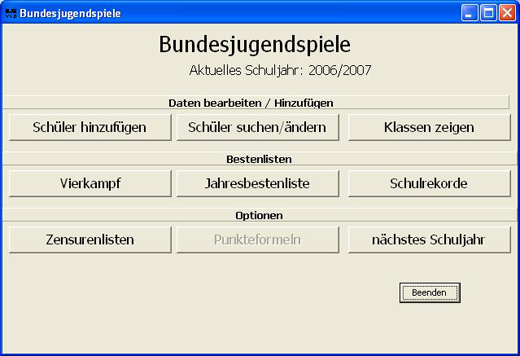 Bundesjugendspiele
Bundesjugendspiele
Aktuelles Schuljahr: 2006/2007
Daten bearbeiten / Hinzufügen
Schüler hinzufügen Schüler suchen/ändern Klassen zeigen
Bestenlisten
Vierkampf Jahresbestenliste Schulrekorde
Optionen
Zensurenlisten Punkteformeln nächstes Schuljahr
Beenden